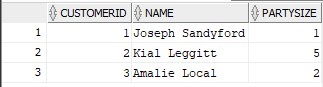 CUSTOMERID NAME PARTYSIZE
1 1 Joseph Sandyford 1
2 2 Kial Leggitt 5
3 3 Amalie Local 2